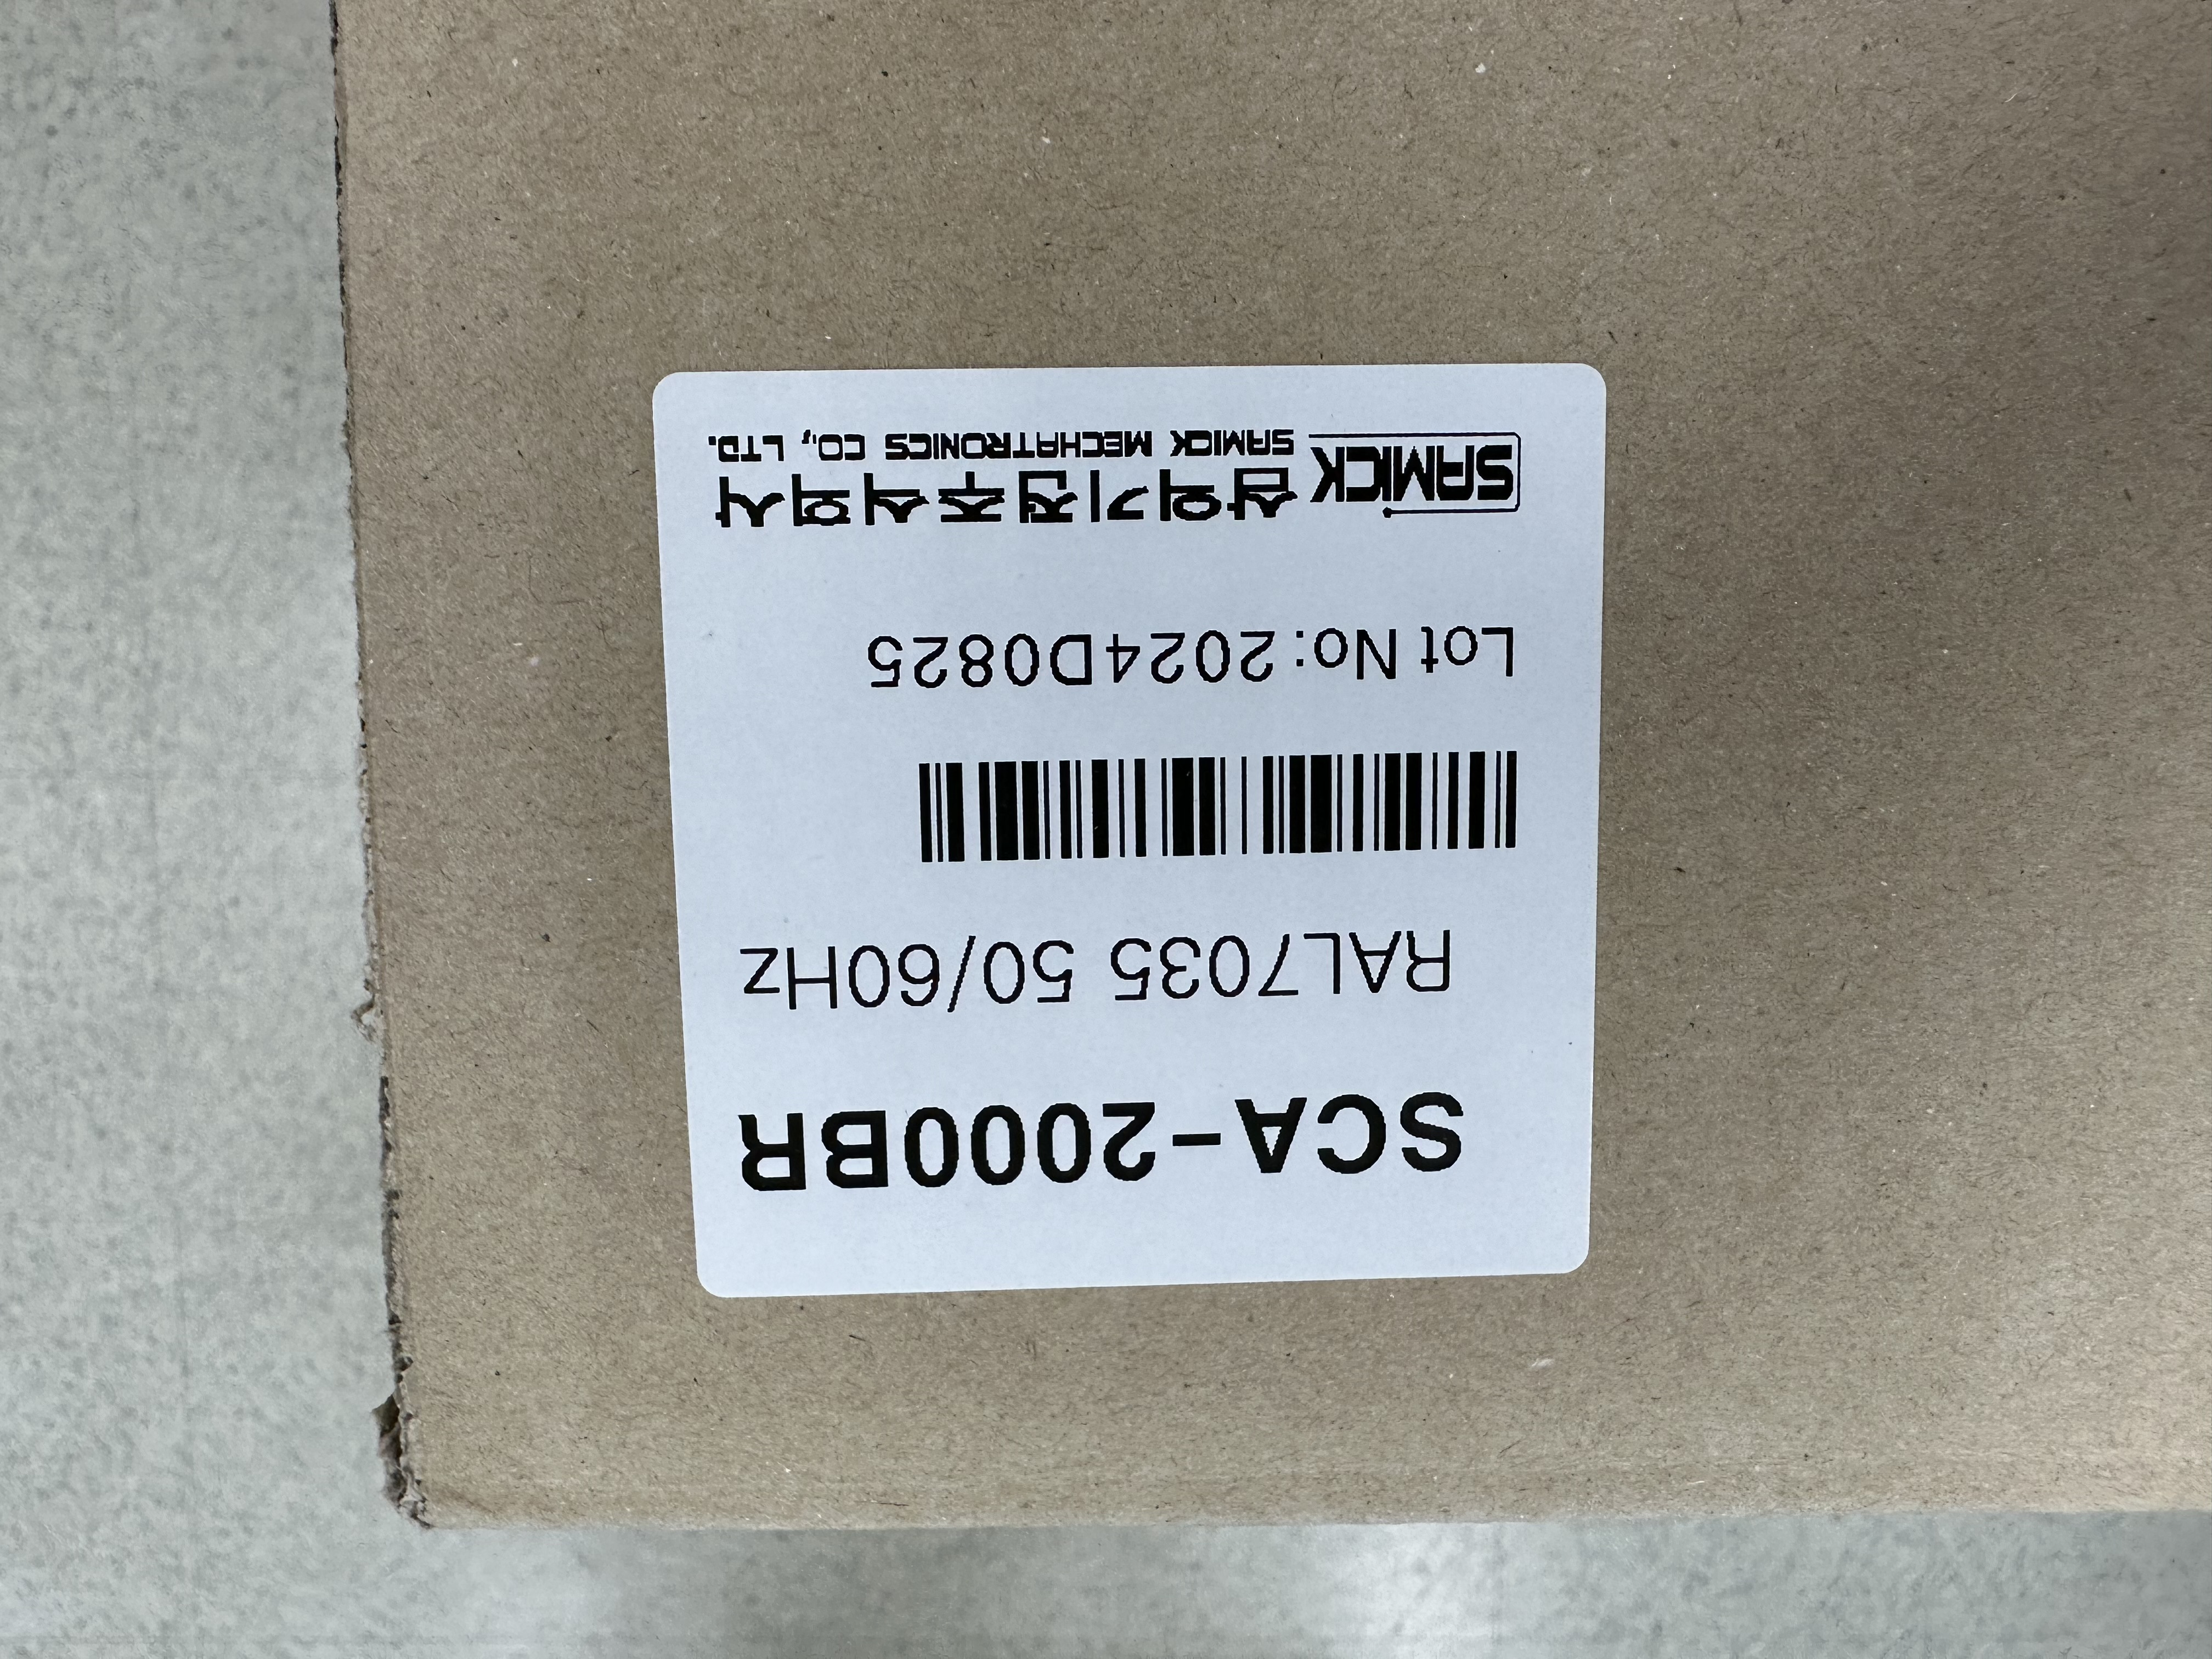 SCA-2000BR
RAL7035 50/60Hz
Lot No:2024D0825
SAMICK 삼익기전주식회사
SAMICK MECHATRONICS CO., LTD.